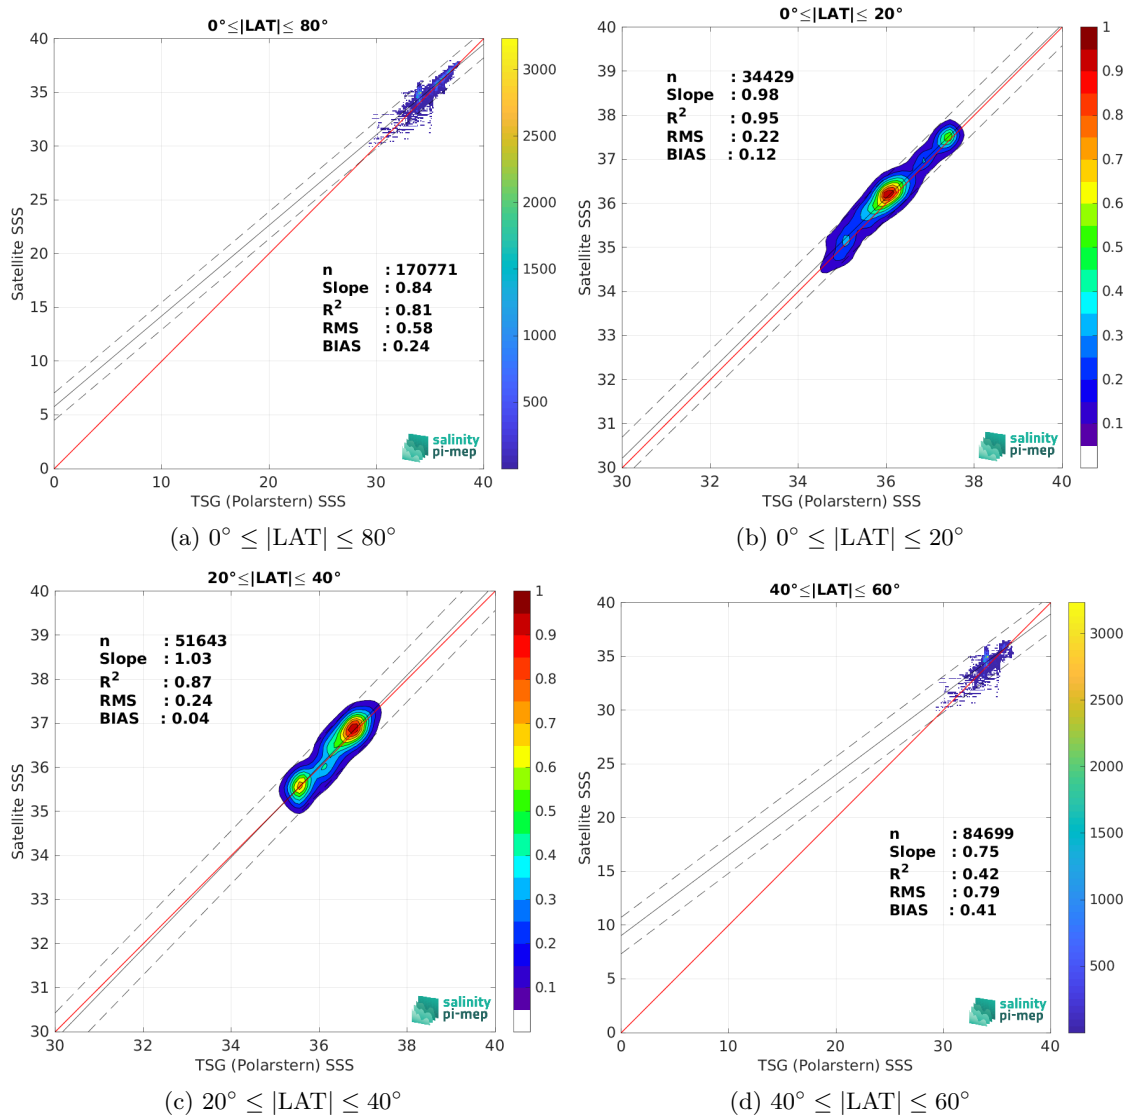 0°≤|LAT|≤ 80°
40
35
30
25
20
15
10
5
0
Satellite SSS
n : 170771
Slope : 0.84
R² : 0.81
RMS : 0.58
BIAS : 0.24
salinity
pi-mep
0 10 20 30 40
TSG (Polarstern) SSS
3000
2500
2000
1500
1000
500
(a) 0° ≤ |LAT| ≤ 80°
0°≤|LAT|≤ 20°
40
39
38
37
36
35
34
33
32
31
30
Satellite SSS
n : 34429
Slope : 0.98
R² : 0.95
RMS : 0.22
BIAS : 0.12
salinity
pi-mep
30 32 34 36 38 40
TSG (Polarstern) SSS
1
0.9
0.8
0.7
0.6
0.5
0.4
0.3
0.2
0.1
(b) 0° ≤ |LAT| ≤ 20°
20°≤|LAT|≤ 40°
40
39
38
37
36
35
34
33
32
31
30
Satellite SSS
n : 51643
Slope : 1.03
R² : 0.87
RMS : 0.24
BIAS : 0.04
salinity
pi-mep
30 32 34 36 38 40
TSG (Polarstern) SSS
1
0.9
0.8
0.7
0.6
0.5
0.4
0.3
0.2
0.1
(c) 20° ≤ |LAT| ≤ 40°
40°≤|LAT|≤ 60°
40
35
30
25
20
15
10
5
0
Satellite SSS
n : 84699
Slope : 0.75
R² : 0.42
RMS : 0.79
BIAS : 0.41
salinity
pi-mep
0 10 20 30 40
TSG (Polarstern) SSS
3000
2500
2000
1500
1000
500
(d) 40° ≤ |LAT| ≤ 60°